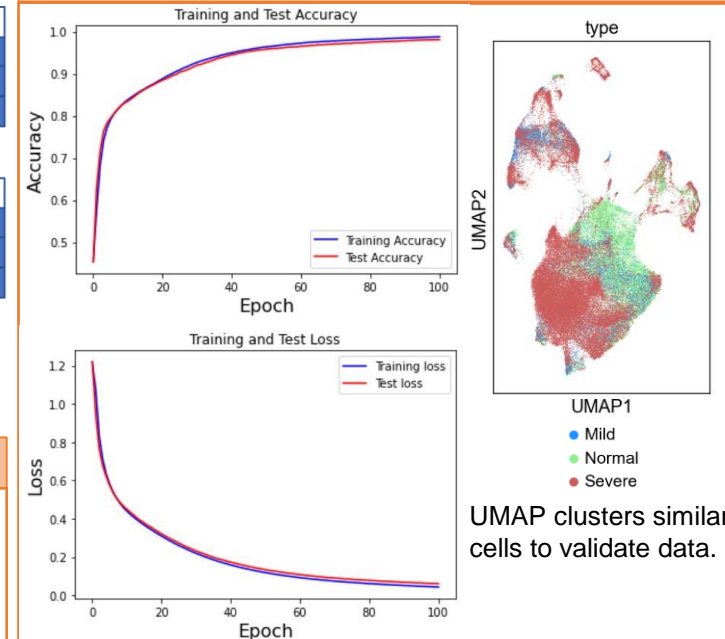 Training and Test Accuracy
1.0
0.9
0.8
0.7
0.6
0.5
Accuracy
Training Accuracy
Test Accuracy
0 20 40 60 80 100
Epoch
Training and Test Loss
1.2
1.0
0.8
0.6
0.4
0.2
0.0
Loss
Training loss
Test loss
0 20 40 60 80 100
Epoch
type
UMAP2
UMAP1
Mild
Normal
Severe
UMAP clusters similar
cells to validate data.